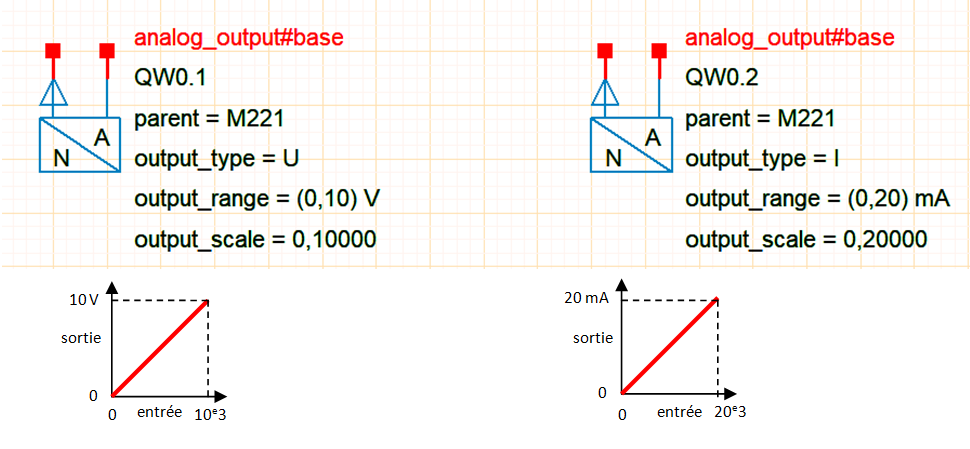 analog_output#base
QW0.1
parent = M221
output_type = U
output_range = (0,10) V
output_scale = 0,10000
A
N
analog_output#base
QW0.2
parent = M221
output_type = I
output_range = (0,20) mA
output_scale = 0,20000
A
N
10 V
sortie
0
0 entrée 10ᵉ3
20 mA
sortie
0
0 entrée 20ᵉ3